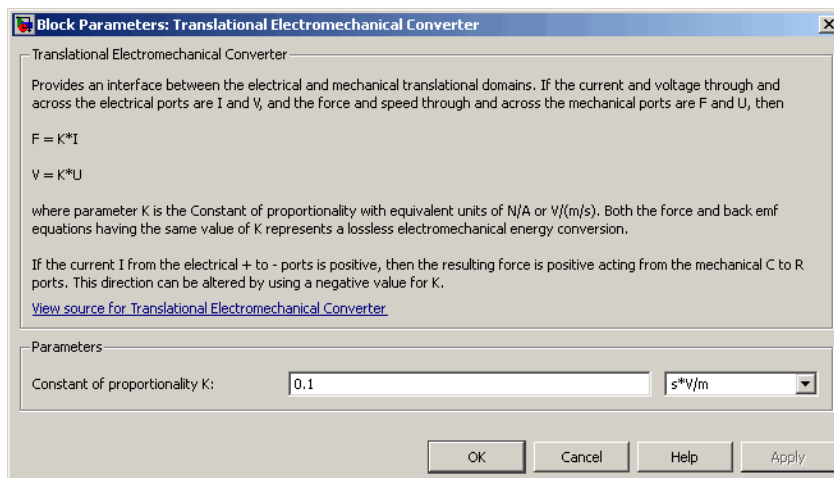 Block Parameters: Translational Electromechanical Converter
Translational Electromechanical Converter
Provides an interface between the electrical and mechanical translational domains. If the current and voltage through and
across the electrical ports are I and V, and the force and speed through and across the mechanical ports are F and U, then
F = K*I
V = K*U
where parameter K is the Constant of proportionality with equivalent units of N/A or V/(m/s). Both the force and back emf
equations having the same value of K represents a lossless electromechanical energy conversion.
If the current I from the electrical + to - ports is positive, then the resulting force is positive acting from the mechanical C to R
ports. This direction can be altered by using a negative value for K.
View source for Translational Electromechanical Converter
Parameters
Constant of proportionality K: 0.1 s*V/m
OK Cancel Help Apply